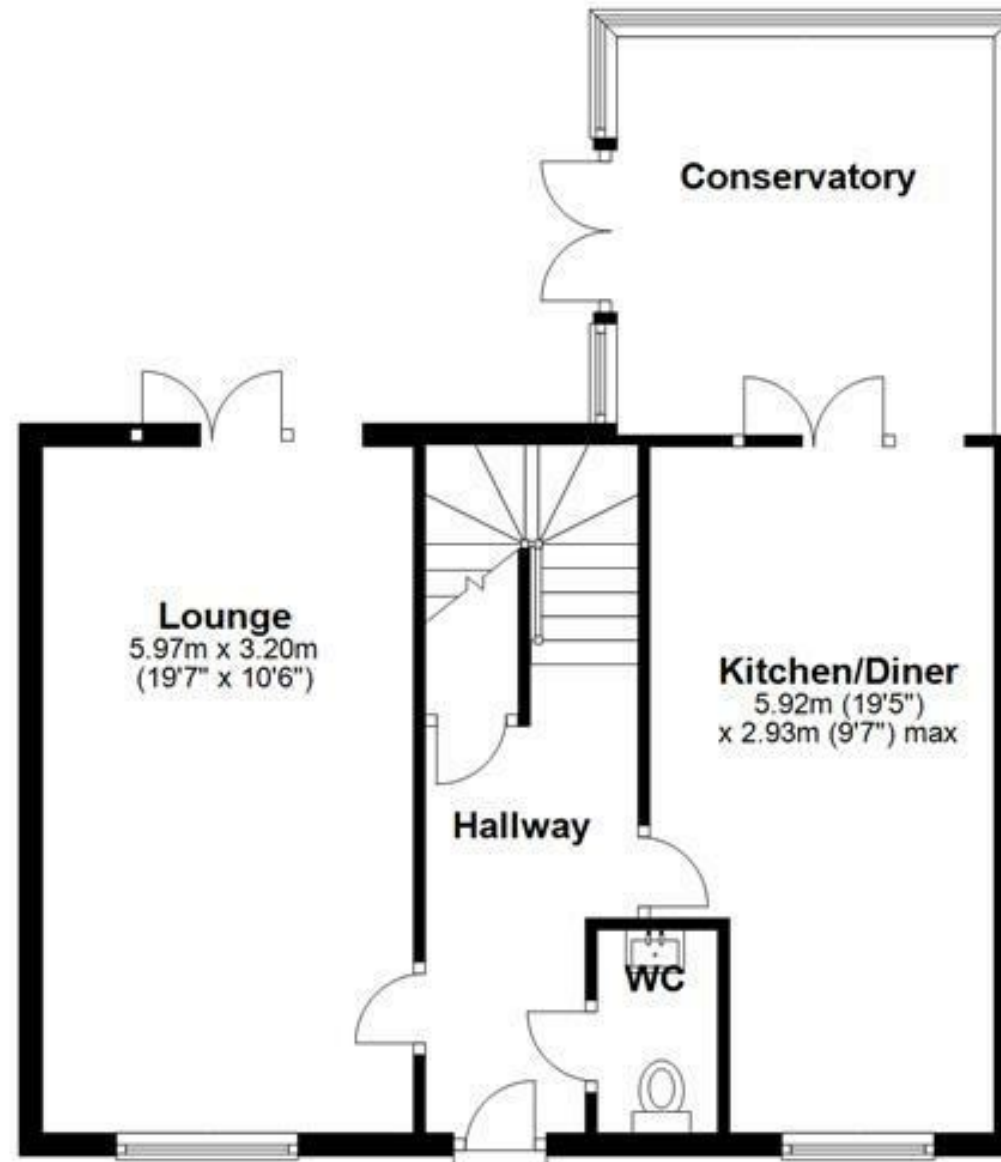 Conservatory
Lounge
5.97m x 3.20m
(19'7" x 10'6")
Kitchen/Diner
5.92m (19'5")
x 2.93m (9'7") max
Hallway
WC